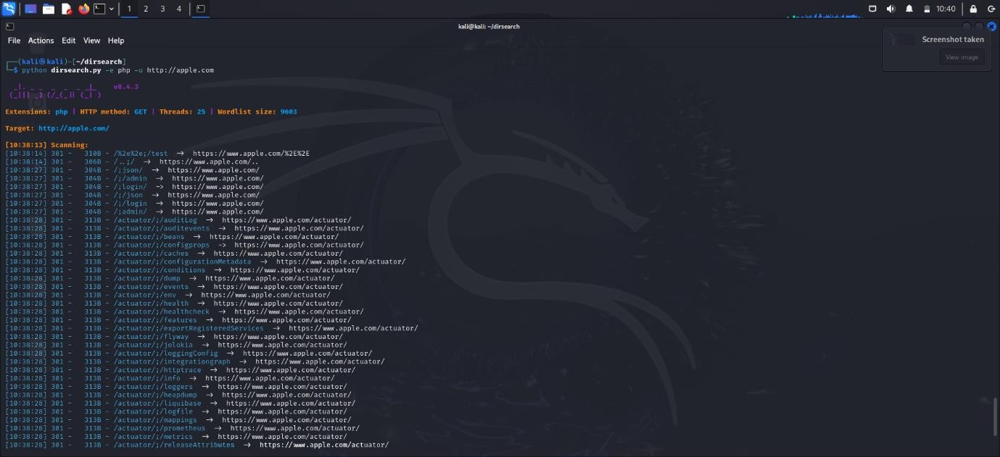 1 2 3 4 10:40
kali@kali: ~/dirsearch
File Actions Edit View Help
Screenshot taken
View image
┌──(kali㉿kali)-[~/dirsearch]
└─$ python dirsearch.py -e php -u http://apple.com
v0.4.3
Extensions: php | HTTP method: GET | Threads: 25 | Wordlist size: 9603
Target: http://apple.com/
[10:38:13] Scanning:
[10:38:14] 301 - 310B - /%2e%2e;/test -> https://www.apple.com/%2E%2E
[10:38:14] 301 - 306B - /..;/ -> https://www.apple.com/..
[10:38:27] 301 - 304B - /;json/ -> https://www.apple.com/
[10:38:27] 301 - 304B - /;/admin -> https://www.apple.com/
[10:38:27] 301 - 304B - /;login/ -> https://www.apple.com/
[10:38:27] 301 - 304B - /;/json -> https://www.apple.com/
[10:38:27] 301 - 304B - /;/login -> https://www.apple.com/
[10:38:27] 301 - 304B - /;admin/ -> https://www.apple.com/
[10:38:28] 301 - 313B - /actuator/;/auditLog -> https://www.apple.com/actuator/
[10:38:28] 301 - 313B - /actuator/;/auditevents -> https://www.apple.com/actuator/
[10:38:28] 301 - 313B - /actuator/;/beans -> https://www.apple.com/actuator/
[10:38:28] 301 - 313B - /actuator/;/configprops -> https://www.apple.com/actuator/
[10:38:28] 301 - 313B - /actuator/;/caches -> https://www.apple.com/actuator/
[10:38:28] 301 - 313B - /actuator/;/configurationMetadata -> https://www.apple.com/actuator/
[10:38:28] 301 - 313B - /actuator/;/conditions -> https://www.apple.com/actuator/
[10:38:28] 301 - 313B - /actuator/;/dump -> https://www.apple.com/actuator/
[10:38:28] 301 - 313B - /actuator/;/events -> https://www.apple.com/actuator/
[10:38:28] 301 - 313B - /actuator/;/env -> https://www.apple.com/actuator/
[10:38:28] 301 - 313B - /actuator/;/health -> https://www.apple.com/actuator/
[10:38:28] 301 - 313B - /actuator/;/healthcheck -> https://www.apple.com/actuator/
[10:38:28] 301 - 313B - /actuator/;/features -> https://www.apple.com/actuator/
[10:38:28] 301 - 313B - /actuator/;/exportRegisteredServices -> https://www.apple.com/actuator/
[10:38:28] 301 - 313B - /actuator/;/flyway -> https://www.apple.com/actuator/
[10:38:28] 301 - 313B - /actuator/;/jolokia -> https://www.apple.com/actuator/
[10:38:28] 301 - 313B - /actuator/;/loggingConfig -> https://www.apple.com/actuator/
[10:38:28] 301 - 313B - /actuator/;/integrationgraph -> https://www.apple.com/actuator/
[10:38:28] 301 - 313B - /actuator/;/httptrace -> https://www.apple.com/actuator/
[10:38:28] 301 - 313B - /actuator/;/info -> https://www.apple.com/actuator/
[10:38:28] 301 - 313B - /actuator/;/loggers -> https://www.apple.com/actuator/
[10:38:28] 301 - 313B - /actuator/;/heapdump -> https://www.apple.com/actuator/
[10:38:28] 301 - 313B - /actuator/;/liquibase -> https://www.apple.com/actuator/
[10:38:28] 301 - 313B - /actuator/;/logfile -> https://www.apple.com/actuator/
[10:38:28] 301 - 313B - /actuator/;/mappings -> https://www.apple.com/actuator/
[10:38:28] 301 - 313B - /actuator/;/prometheus -> https://www.apple.com/actuator/
[10:38:28] 301 - 313B - /actuator/;/metrics -> https://www.apple.com/actuator/
[10:38:28] 301 - 313B - /actuator/;/releaseAttributes -> https://www.apple.com/actuator/